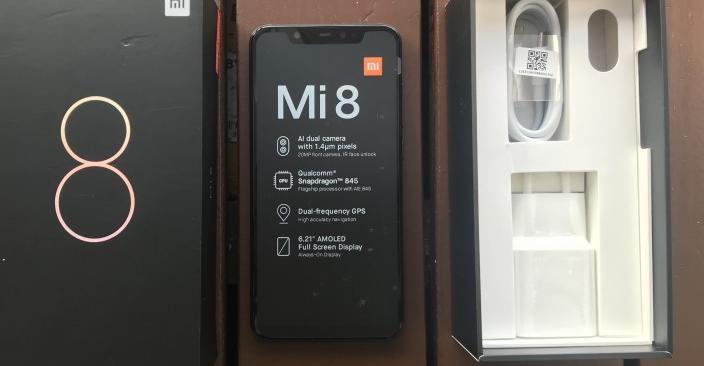 mi
8
mi
Mi 8
AI dual camera
with 1.4μm pixels
20MP front camera, IR face unlock
CPU
Qualcomm®
Snapdragon™ 845
Flagship processor with AIE 845
Dual-frequency GPS
High accuracy navigation
6.21" AMOLED
Full Screen Display
Always-On Display